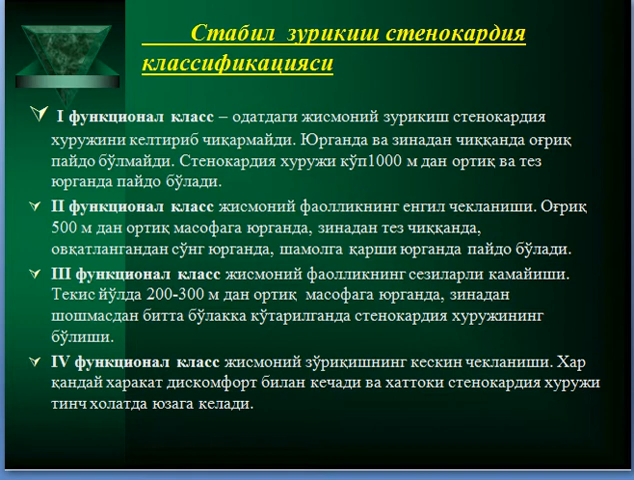 Стабил зурикиш стенокардия
классификацияси
I функционал класс – одатдаги жисмоний зурикиш стенокардия
хуружини келтириб чиқармайди. Юрганда ва зинадан чиққанда оғриқ
пайдо бўлмайди. Стенокардия хуружи кўп1000 м дан ортиқ ва тез
юрганда пайдо бўлади.
II функционал класс жисмоний фаолликнинг енгил чекланиши. Оғриқ
500 м дан ортиқ масофага юрганда, зинадан тез чиққанда,
овқатлангандан сўнг юрганда, шамолга қарши юрганда пайдо бўлади.
III функционал класс жисмоний фаолликнинг сезиларли камайиши.
Текис йўлда 200-300 м дан ортиқ масофага юрганда, зинадан
шошмасдан битта бўлакка кўтарилганда стенокардия хуружининг
бўлиши.
IV функционал класс жисмоний зўриқишнинг кескин чекланиши. Хар
қандай харакат дискомфорт билан кечади ва хаттоки стенокардия хуружи
тинч холатда юзага келади.